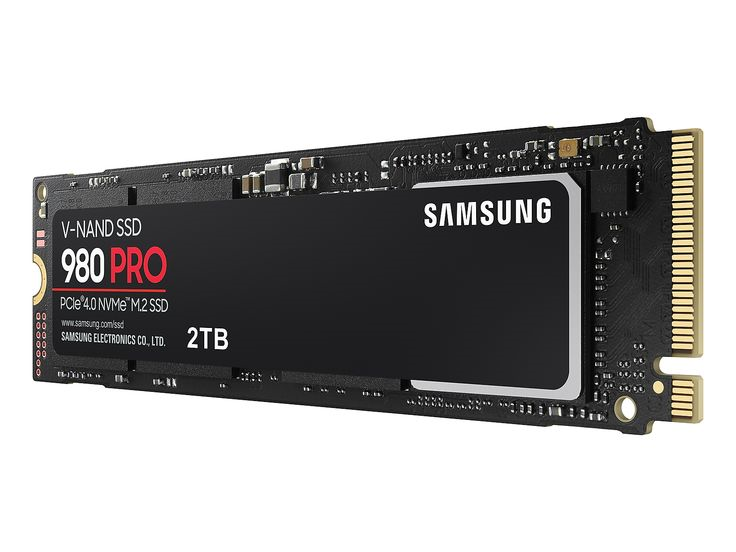 V-NAND SSD
980 PRO
PCIe®4.0 NVMe™ M.2 SSD
www.samsung.com/ssd
SAMSUNG ELECTRONICS CO., LTD.
2TB
SAMSUNG